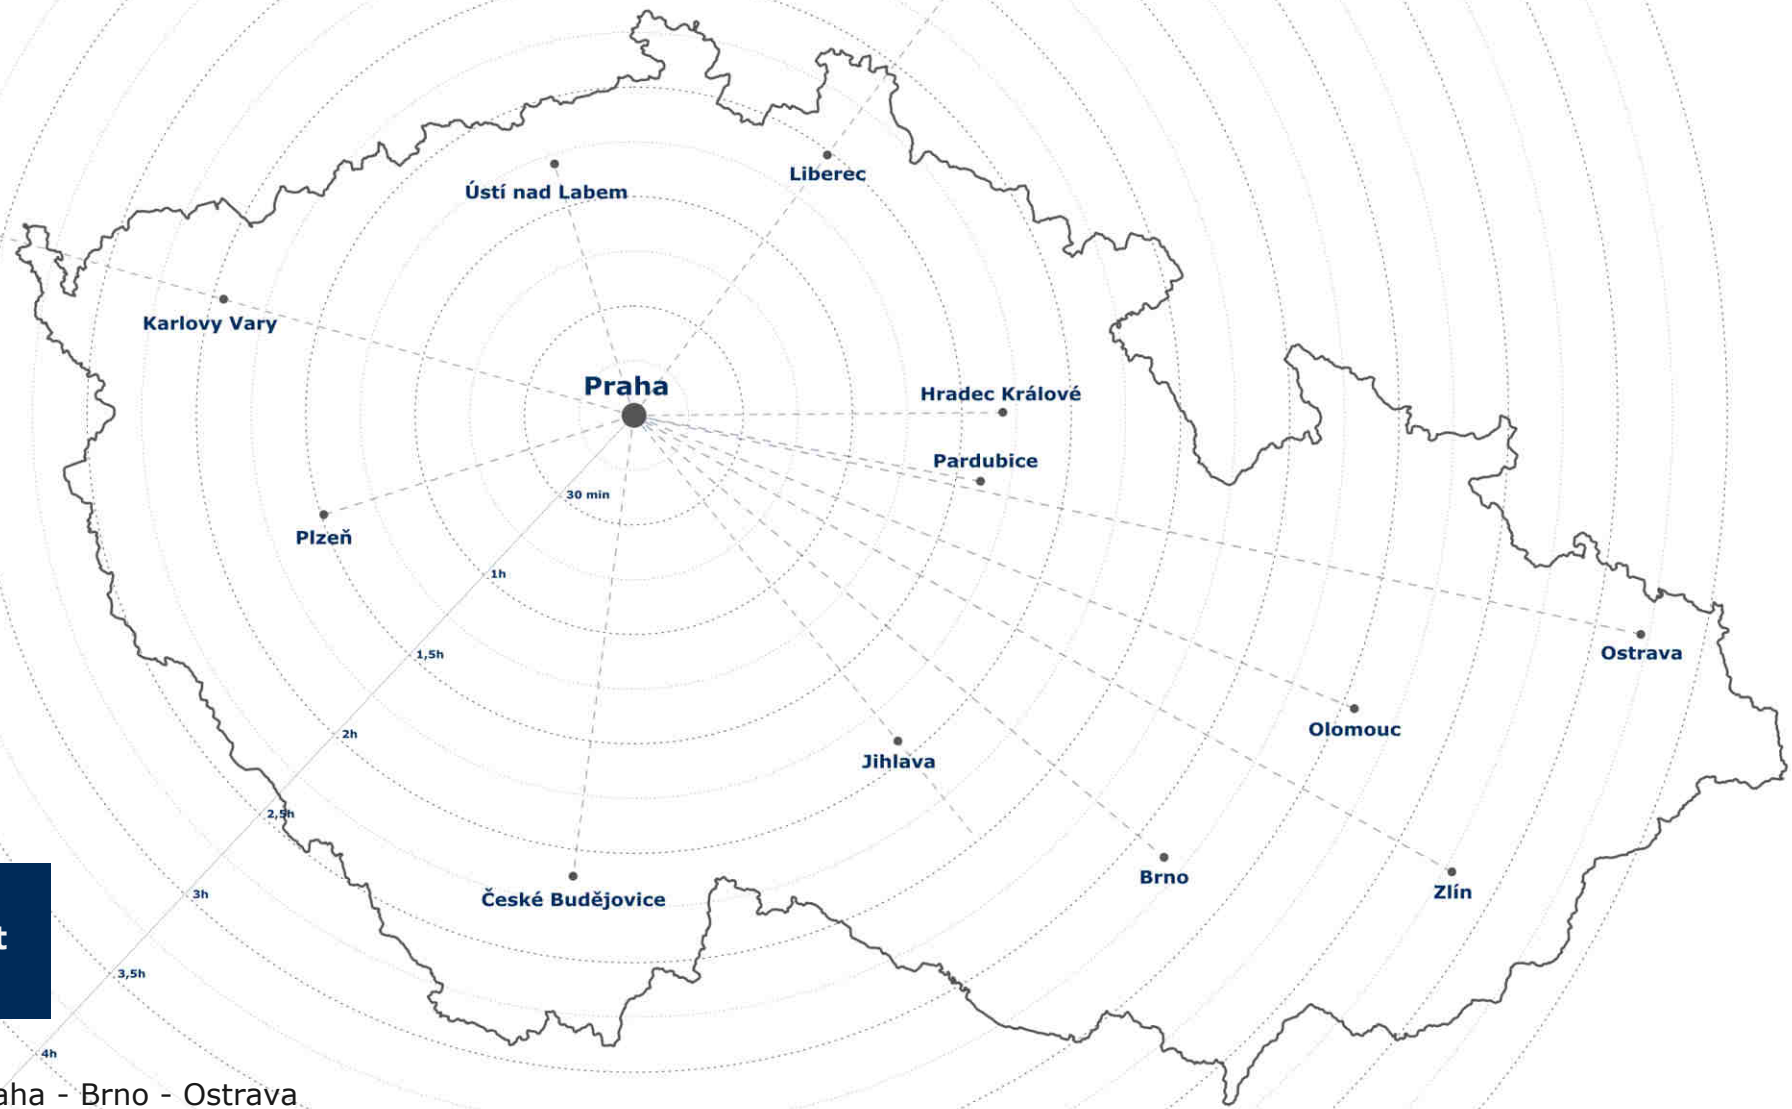 Liberec
Ústí nad Labem
Karlovy Vary
Praha
Hradec Králové
Pardubice
30 min
Plzeň
1h
1,5h
Ostrava
2h
Olomouc
Jihlava
2,5h
Brno
Zlín
České Budějovice
3h
t
3,5h
4h
aha - Brno - Ostrava